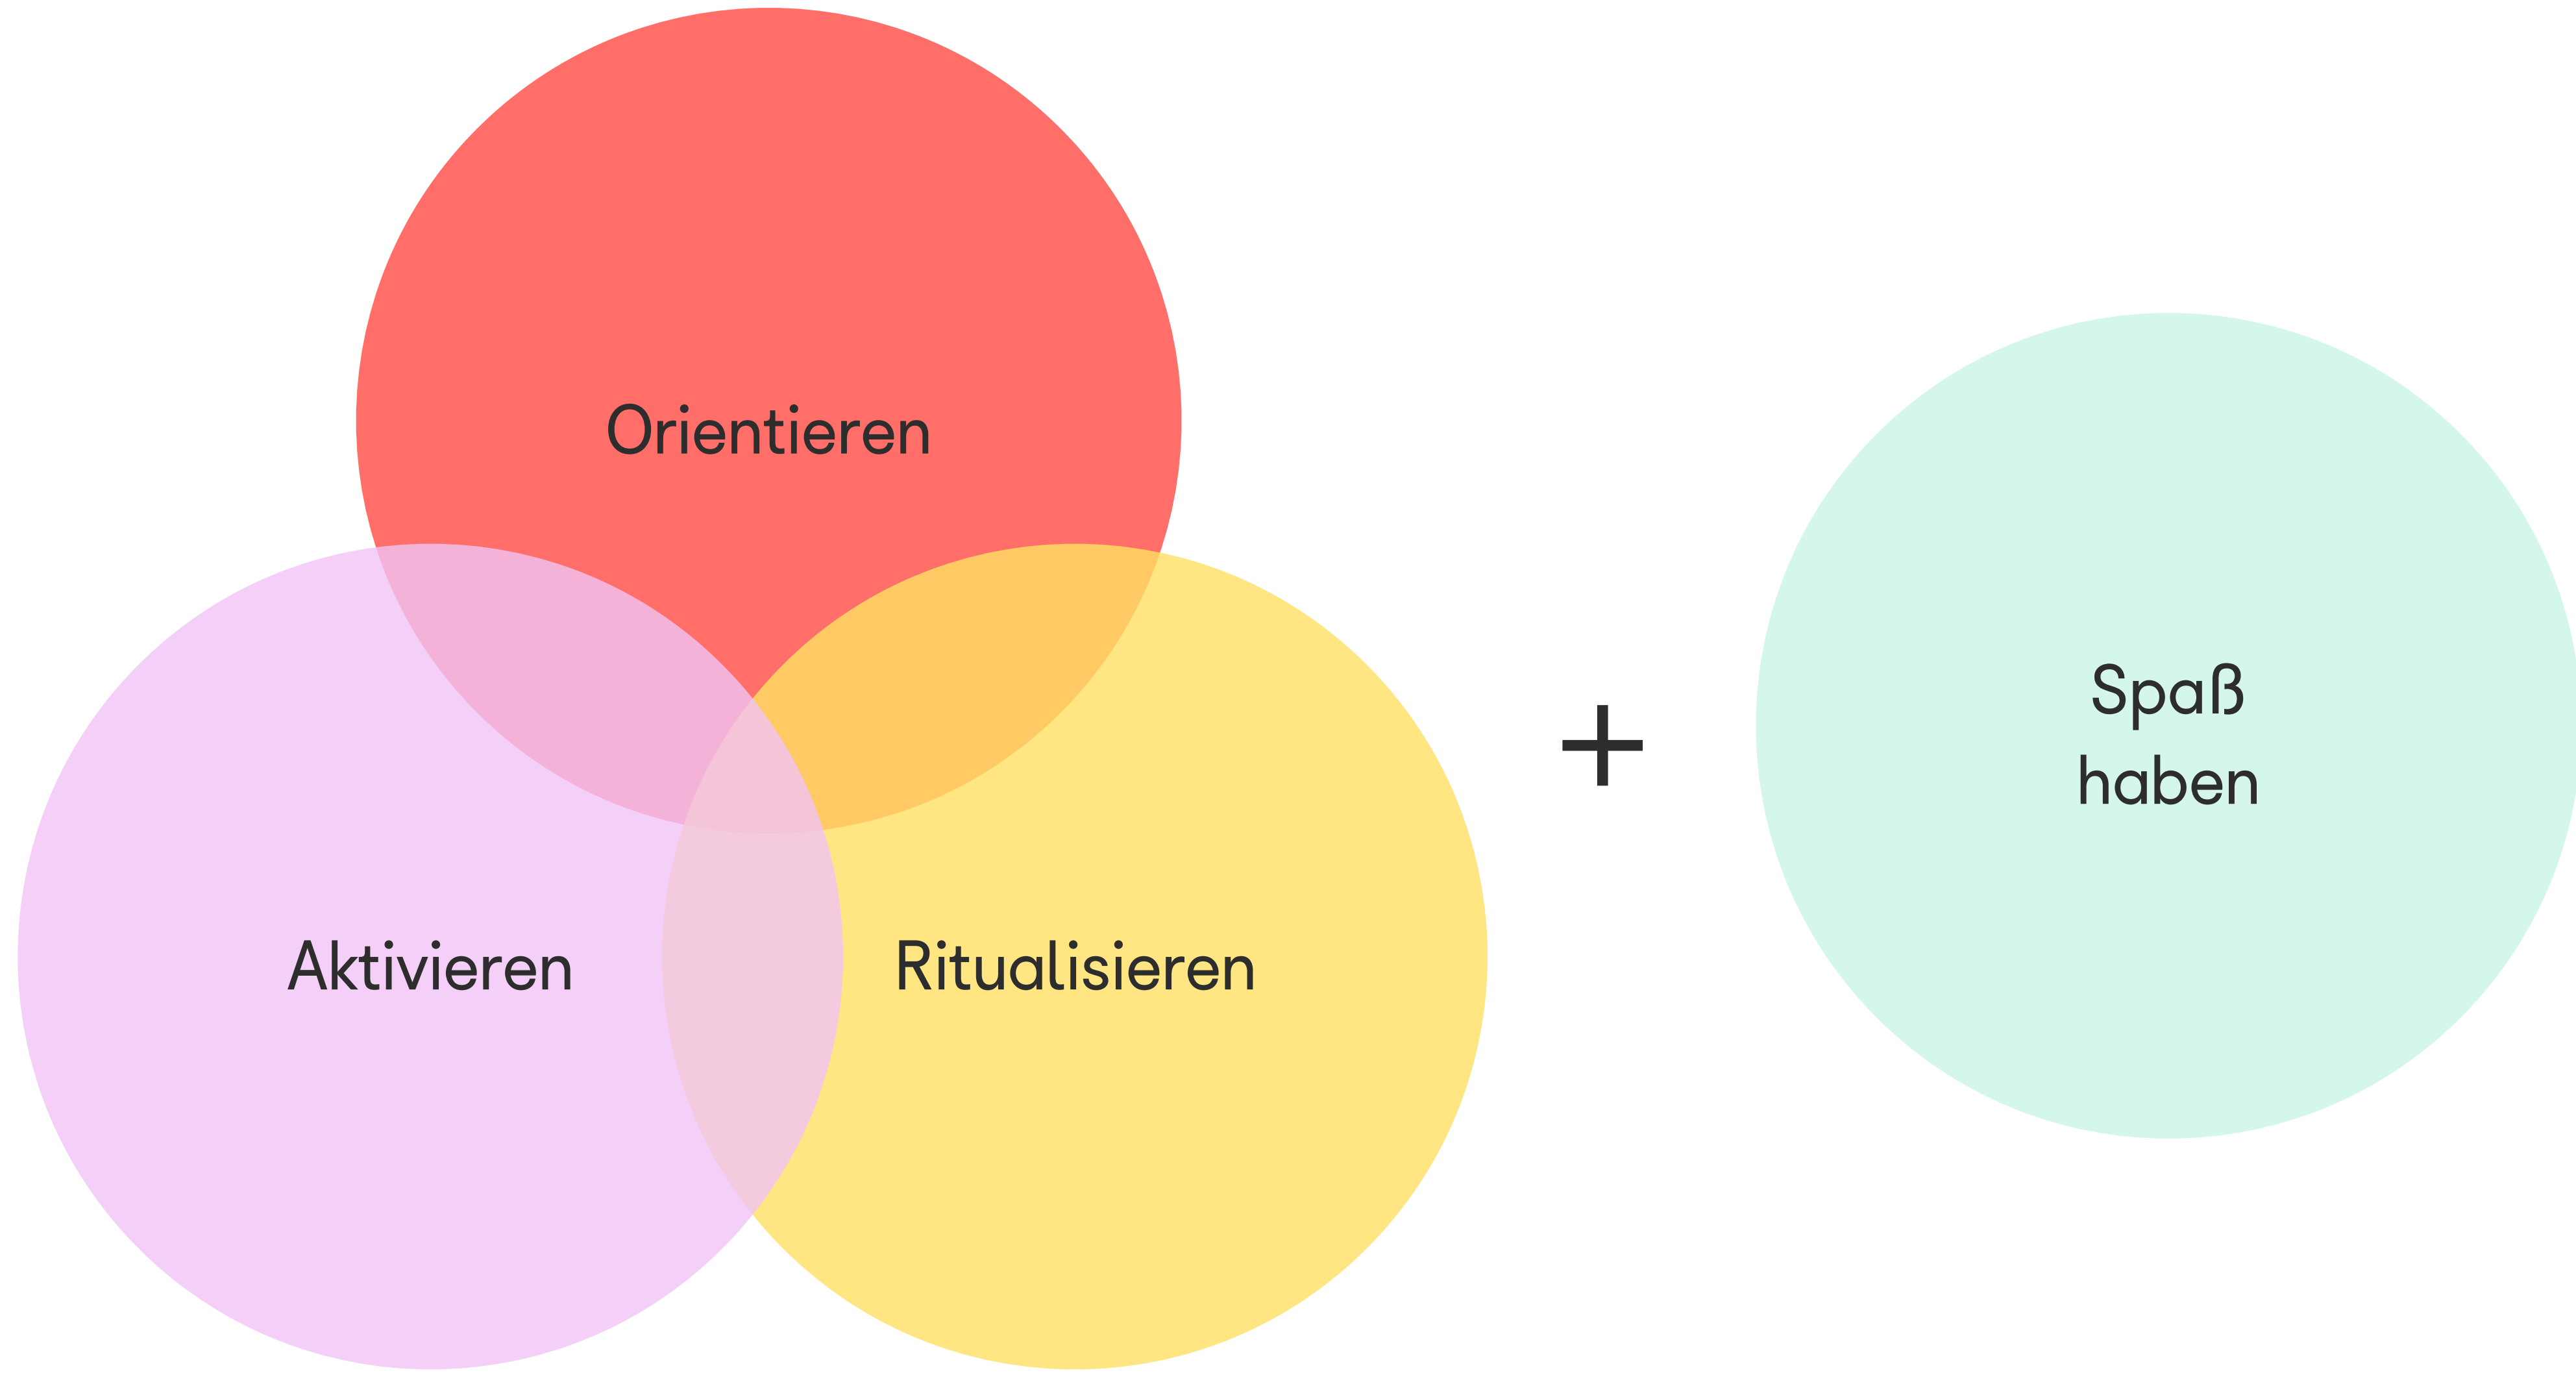 Orientieren
Aktivieren
Ritualisieren
+
Spaß
haben